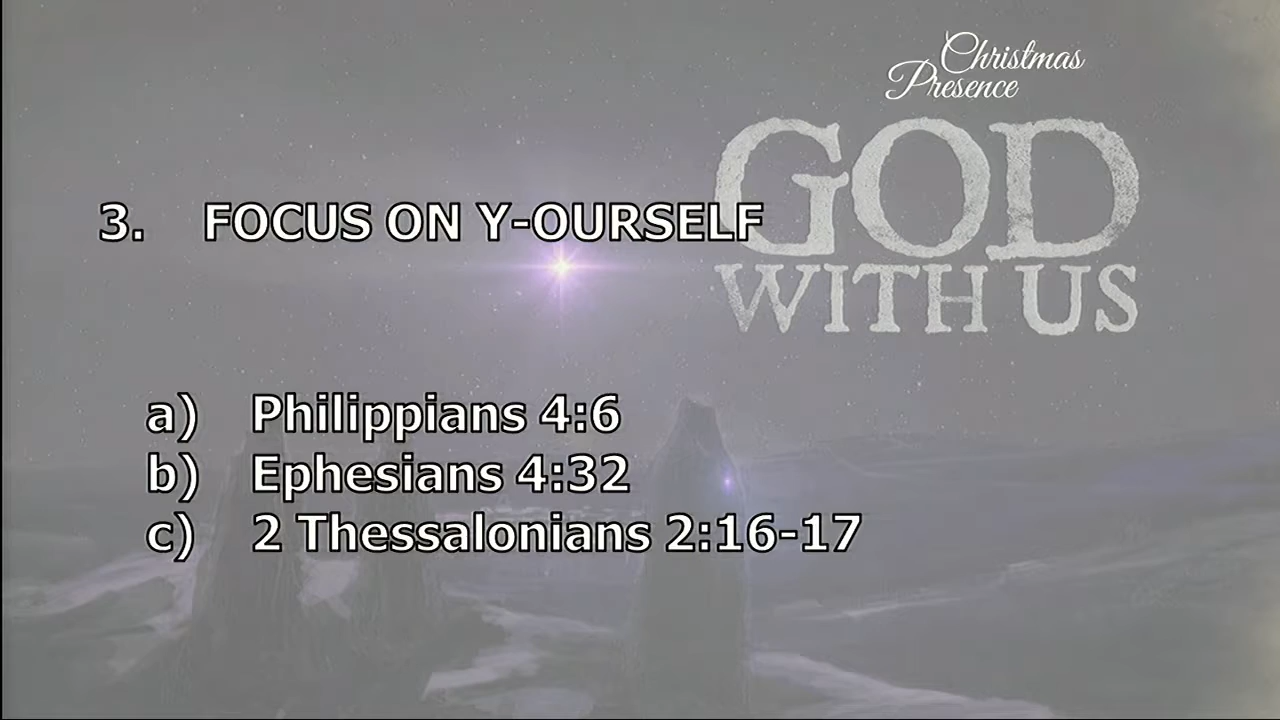 Christmas
Presence
GOD
WITH US
3. FOCUS ON Y-OURSELF
a) Philippians 4:6
b) Ephesians 4:32
c) 2 Thessalonians 2:16-17